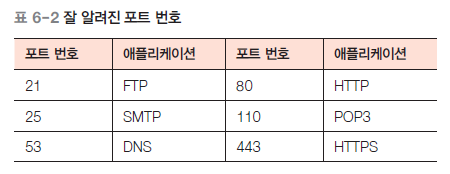 표 6-2 잘 알려진 포트 번호
포트 번호 애플리케이션 포트 번호 애플리케이션
21 FTP 80 HTTP
25 SMTP 110 POP3
53 DNS 443 HTTPS